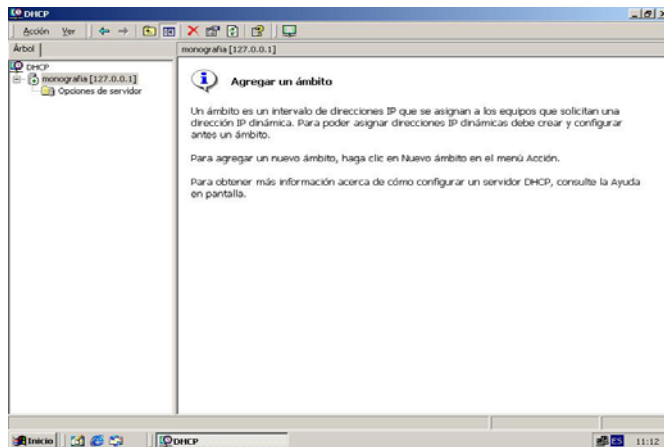 DHCP
Acción Ver
Árbol
monografia [127.0.0.1]
DHCP
monografia [127.0.0.1]
Opciones de servidor
Agregar un ámbito
Un ámbito es un intervalo de direcciones IP que se asignan a los equipos que solicitan una
dirección IP dinámica. Para poder asignar direcciones IP dinámicas debe crear y configurar
antes un ámbito.
Para agregar un nuevo ámbito, haga clic en Nuevo ámbito en el menú Acción.
Para obtener más información acerca de cómo configurar un servidor DHCP, consulte la Ayuda
en pantalla.
Inicio
DHCP
ES
11:12